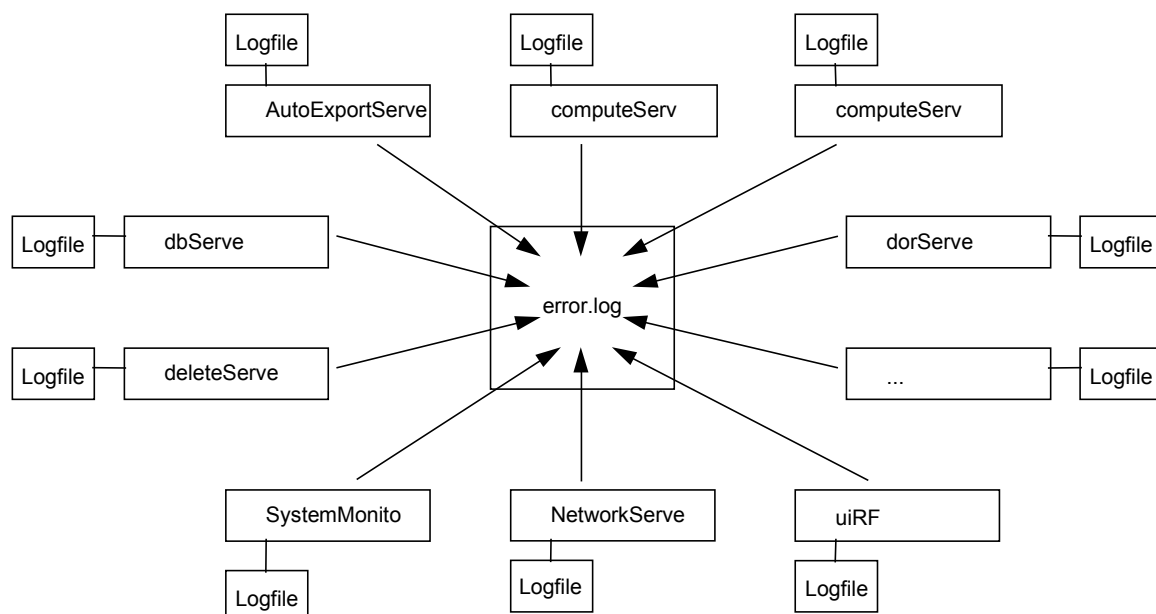 Logfile
Logfile
Logfile
AutoExportServe
computeServ
computeServ
Logfile
dbServe
dorServe
Logfile
error.log
Logfile
deleteServe
...
Logfile
SystemMonito
NetworkServe
uiRF
Logfile
Logfile
Logfile